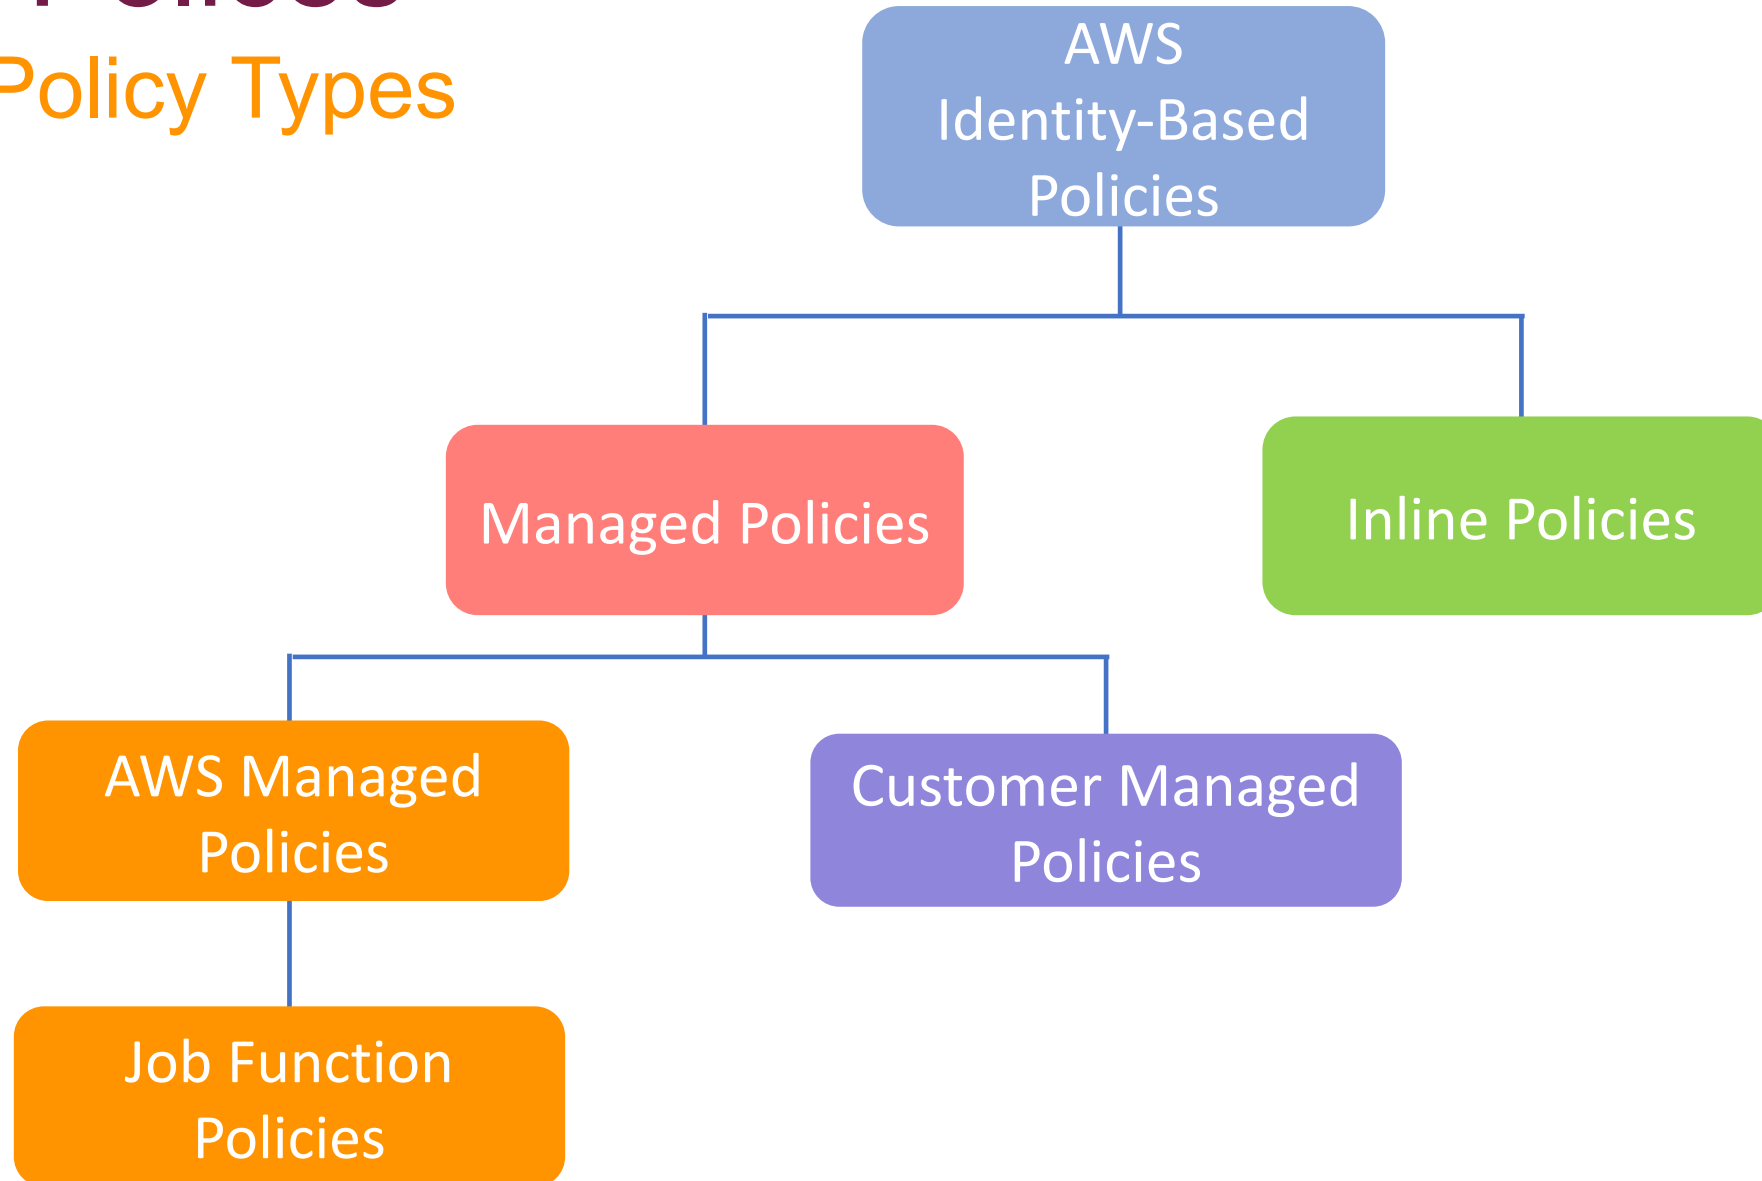 Policy Types
AWS
Identity-Based
Policies
Managed Policies
Inline Policies
AWS Managed
Policies
Customer Managed
Policies
Job Function
Policies